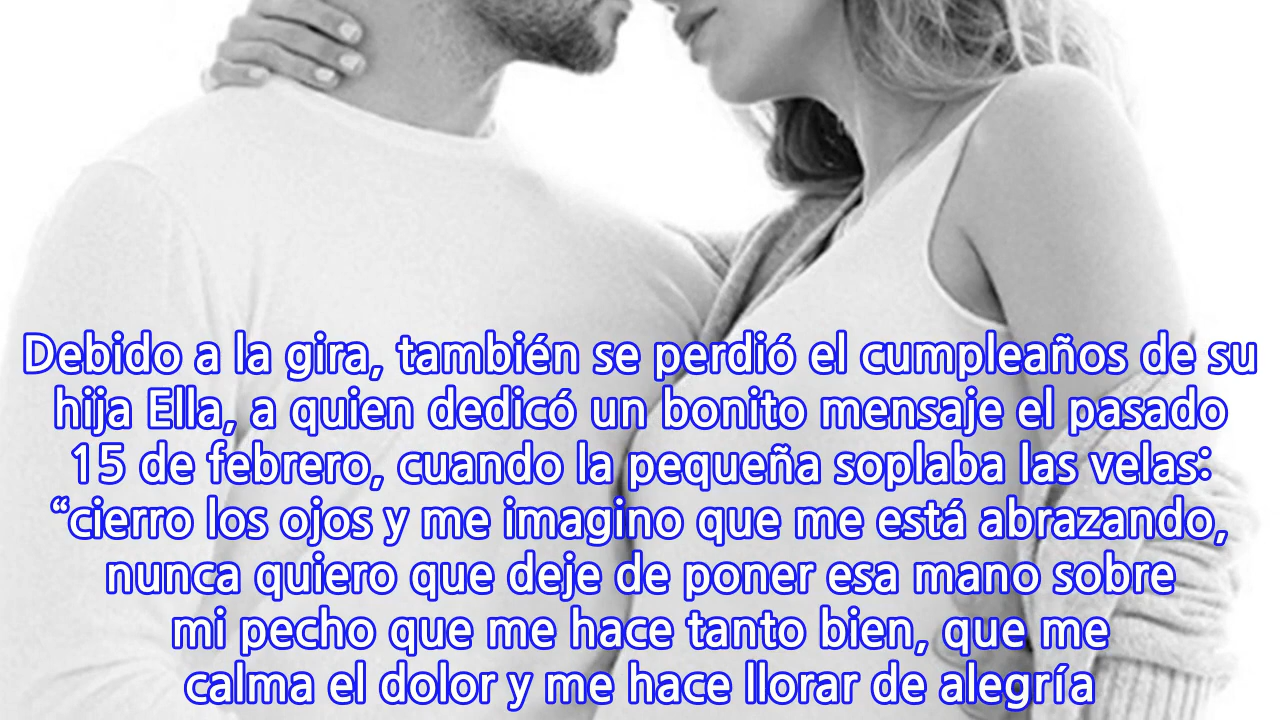 Debido a la gira, también se perdió el cumpleaños de su
hija Ella, a quien dedicó un bonito mensaje el pasado
15 de febrero, cuando la pequeña soplaba las velas:
“cierro los ojos y me imagino que me está abrazando,
nunca quiero que deje de poner esa mano sobre
mi pecho que me hace tanto bien, que me
calma el dolor y me hace llorar de alegría